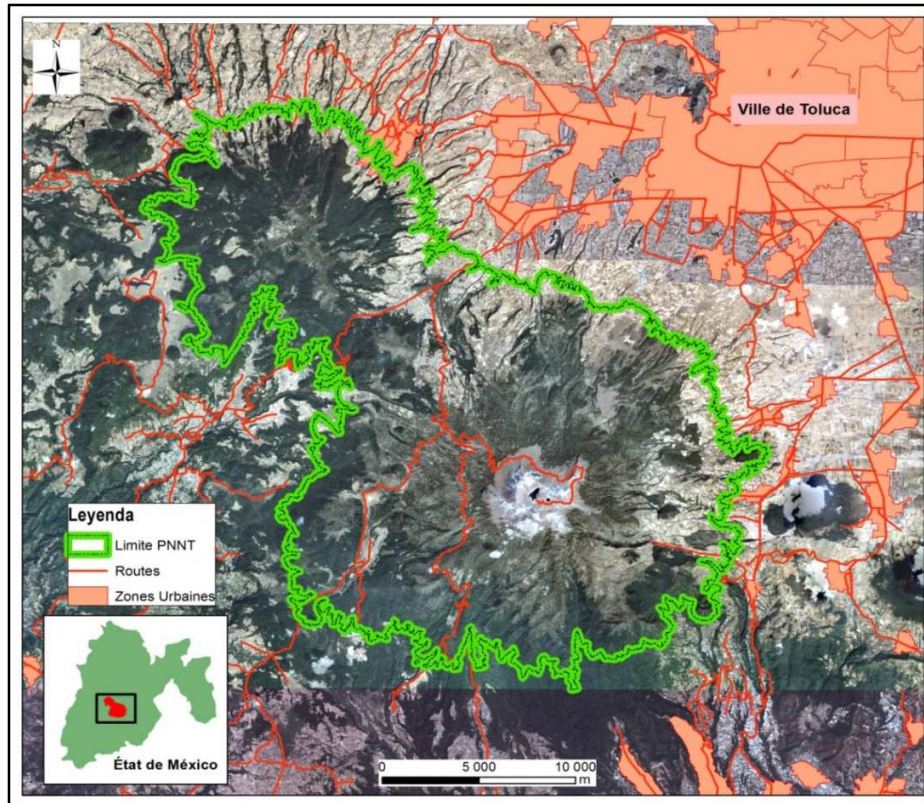 N
Ville de Toluca
Leyenda
Limite PNNT
Routes
Zones Urbaines
État de México
0 5 000 10 000
m